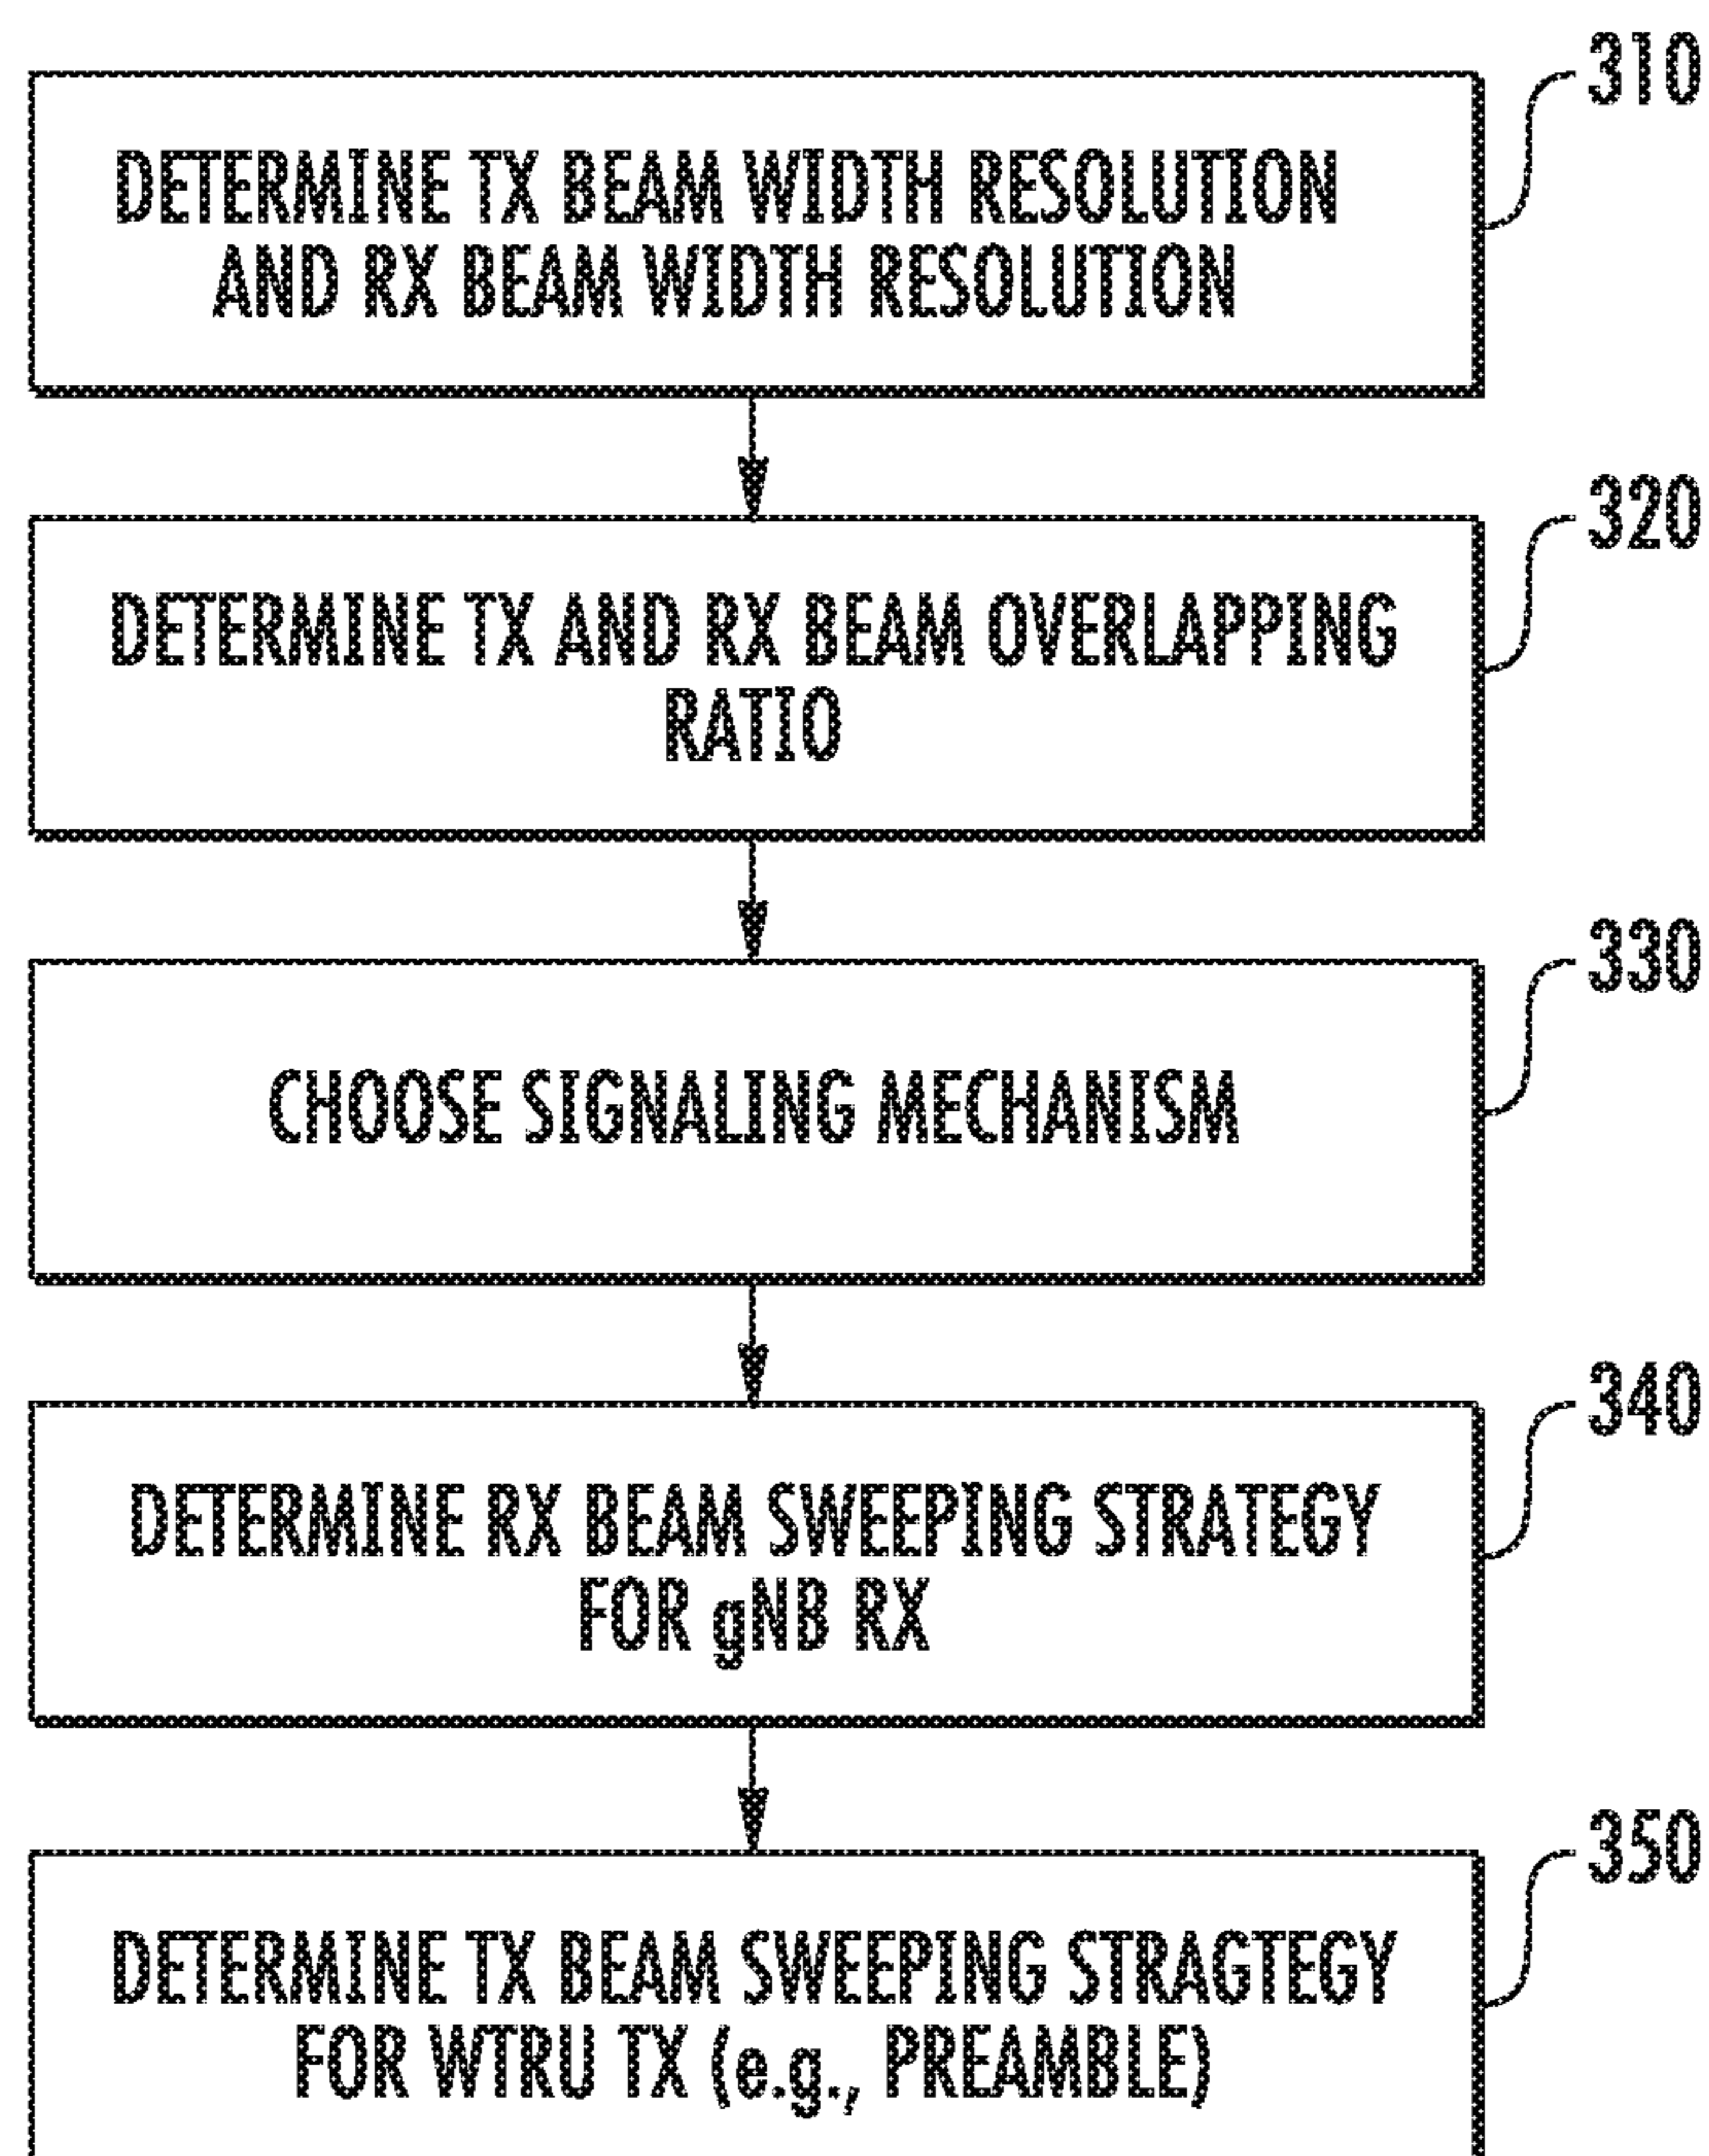 310
DETERMINE TX BEAM WIDTH RESOLUTION
AND RX BEAM WIDTH RESOLUTION
320
DETERMINE TX AND RX BEAM OVERLAPPING
RATIO
330
CHOOSE SIGNALING MECHANISM
340
DETERMINE RX BEAM SWEEPING STRATEGY
FOR gNB RX
350
DETERMINE TX BEAM SWEEPING STRAGTEGY
FOR WTRU TX (e.g., PREAMBLE)